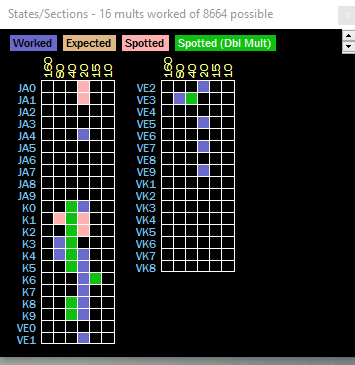 States/Sections - 16 mults worked of 8664 possible
x
Worked Expected Spotted Spotted (Dbl Mult)
160 80 40 20 15 10
JA0
JA1
JA2
JA3
JA4
JA5
JA6
JA7
JA8
JA9
K0
K1
K2
K3
K4
K5
K6
K7
K8
K9
VE0
VE1
160 80 40 20 15 10
VE2
VE3
VE4
VE5
VE6
VE7
VE8
VE9
VK1
VK2
VK3
VK4
VK5
VK6
VK7
VK8